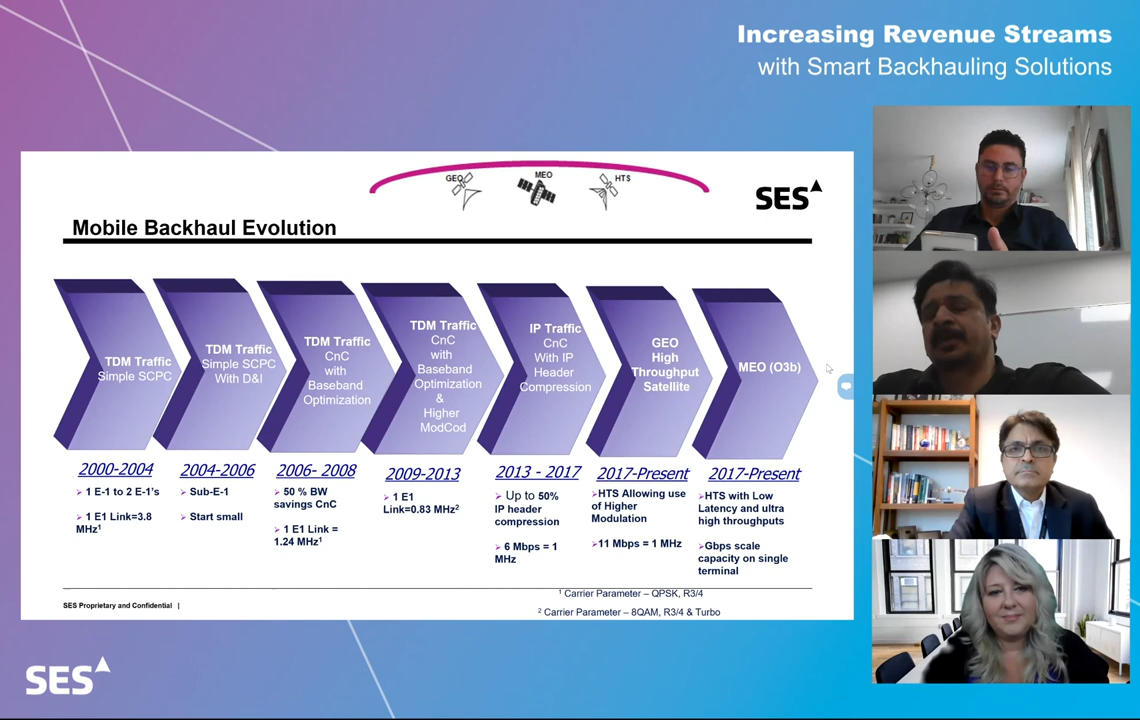 Increasing Revenue Streams
with Smart Backhauling Solutions
GEO
MEO
HTS
SES
Mobile Backhaul Evolution
TDM Traffic
Simple SCPC
TDM Traffic
Simple SCPC
With D&I
TDM Traffic
CnC
with
Baseband
Optimization
TDM Traffic
CnC
with
Baseband
Optimization
&
Higher
ModCod
IP Traffic
CnC
With IP
Header
Compression
GEO
High
Throughput
Satellite
MEO (O3b)
2000-2004
➢ 1 E-1 to 2 E-1's
➢ 1 E1 Link=3.8
MHz¹
2004-2006
➢ Sub-E-1
➢ Start small
2006- 2008
➢ 50 % BW
savings CnC
➢ 1 E1 Link =
1.24 MHz¹
2009-2013
➢ 1 E1
Link=0.83 MHz²
2013 - 2017
➢ Up to 50%
IP header
compression
➢ 6 Mbps = 1
MHz
2017-Present
➢HTS Allowing use
of Higher
Modulation
➢11 Mbps = 1 MHz
2017-Present
➢HTS with Low
Latency and ultra
high throughputs
➢Gbps scale
capacity on single
terminal
SES Proprietary and Confidential |
¹ Carrier Parameter – QPSK, R3/4
² Carrier Parameter – 8QAM, R3/4 & Turbo
SES